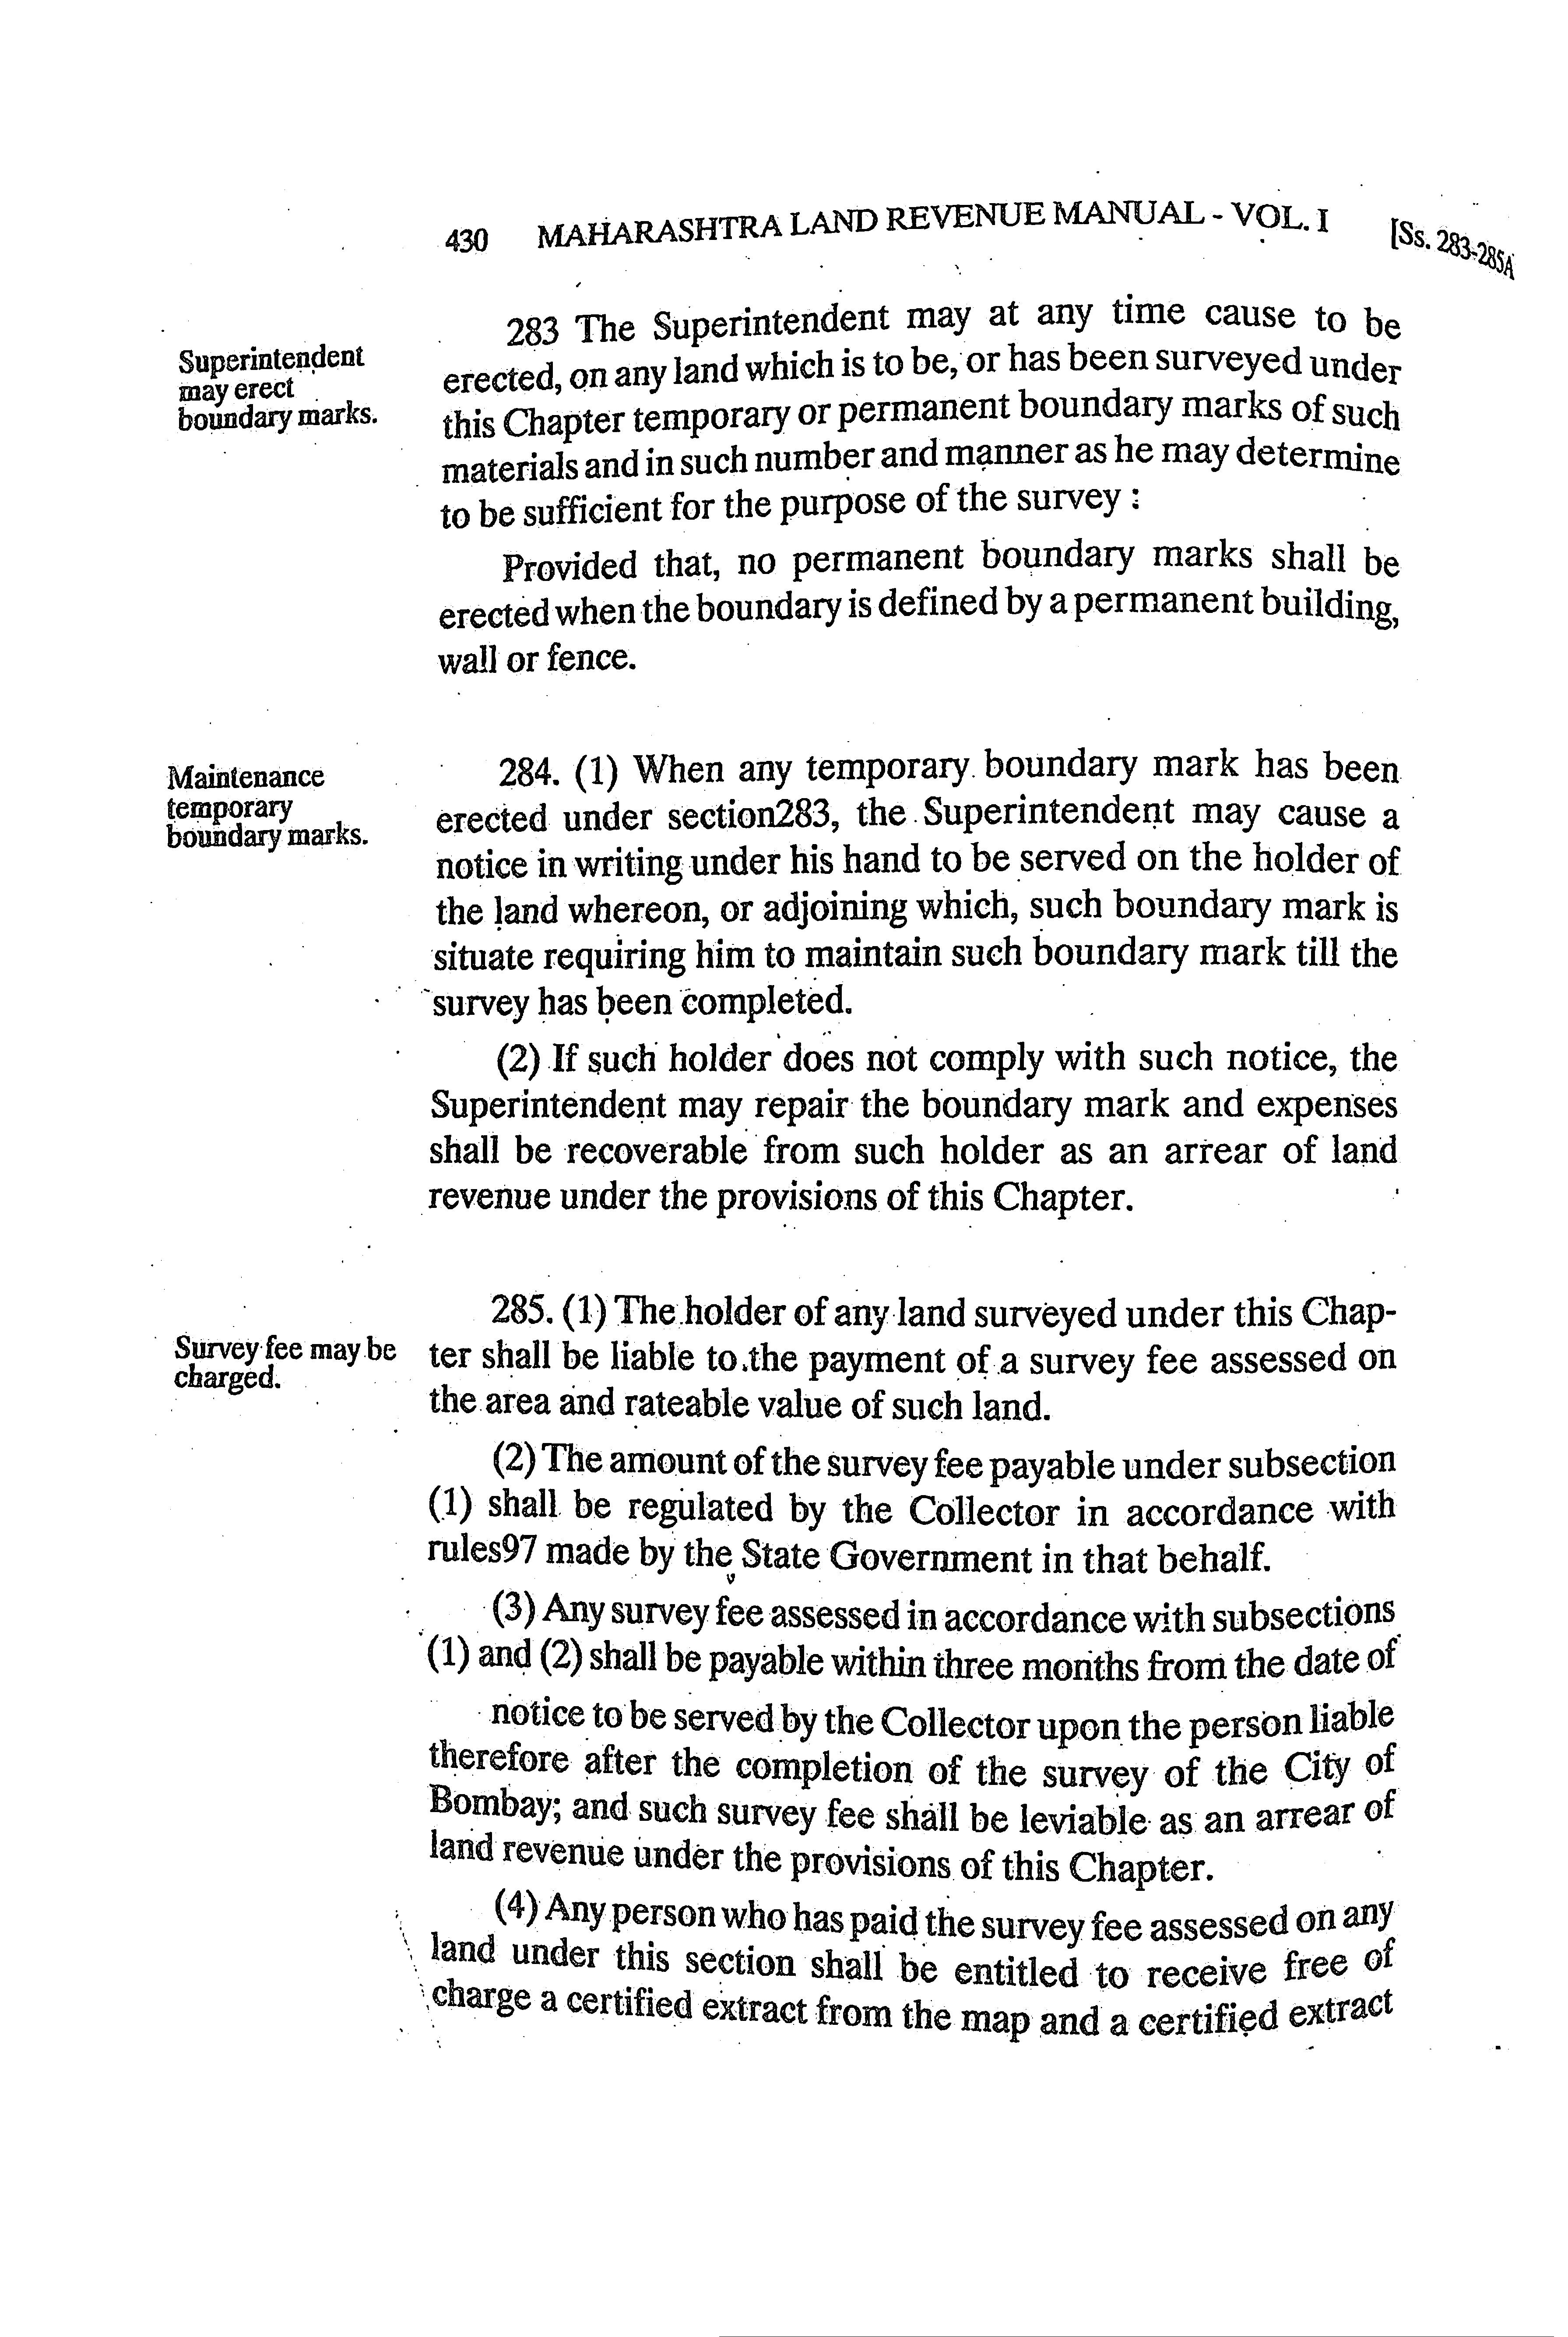 430 MAHARASHTRA LAND REVENUE MANUAL - VOL. I [Ss. 283-285A
Superintendent
may erect
boundary marks.
283 The Superintendent may at any time cause to be
erected, on any land which is to be, or has been surveyed under
this Chapter temporary or permanent boundary marks of such
materials and in such number and manner as he may determine
to be sufficient for the purpose of the survey :
Provided that, no permanent boundary marks shall be
erected when the boundary is defined by a permanent building,
wall or fence.
Maintenance
temporary
boundary marks.
284. (1) When any temporary boundary mark has been
erected under section283, the Superintendent may cause a
notice in writing under his hand to be served on the holder of
the land whereon, or adjoining which, such boundary mark is
situate requiring him to maintain such boundary mark till the
survey has been completed.
(2) If such holder does not comply with such notice, the
Superintendent may repair the boundary mark and expenses
shall be recoverable from such holder as an arrear of land
revenue under the provisions of this Chapter.
Survey fee may be
charged.
285. (1) The holder of any land surveyed under this Chap-
ter shall be liable to the payment of a survey fee assessed on
the area and rateable value of such land.
(2) The amount of the survey fee payable under subsection
(1) shall be regulated by the Collector in accordance with
rules97 made by the State Government in that behalf.
(3) Any survey fee assessed in accordance with subsections
(1) and (2) shall be payable within three months from the date of
notice to be served by the Collector upon the person liable
therefore after the completion of the survey of the City of
Bombay; and such survey fee shall be leviable as an arrear of
land revenue under the provisions of this Chapter.
(4) Any person who has paid the survey fee assessed on any
land under this section shall be entitled to receive free of
charge a certified extract from the map and a certified extract